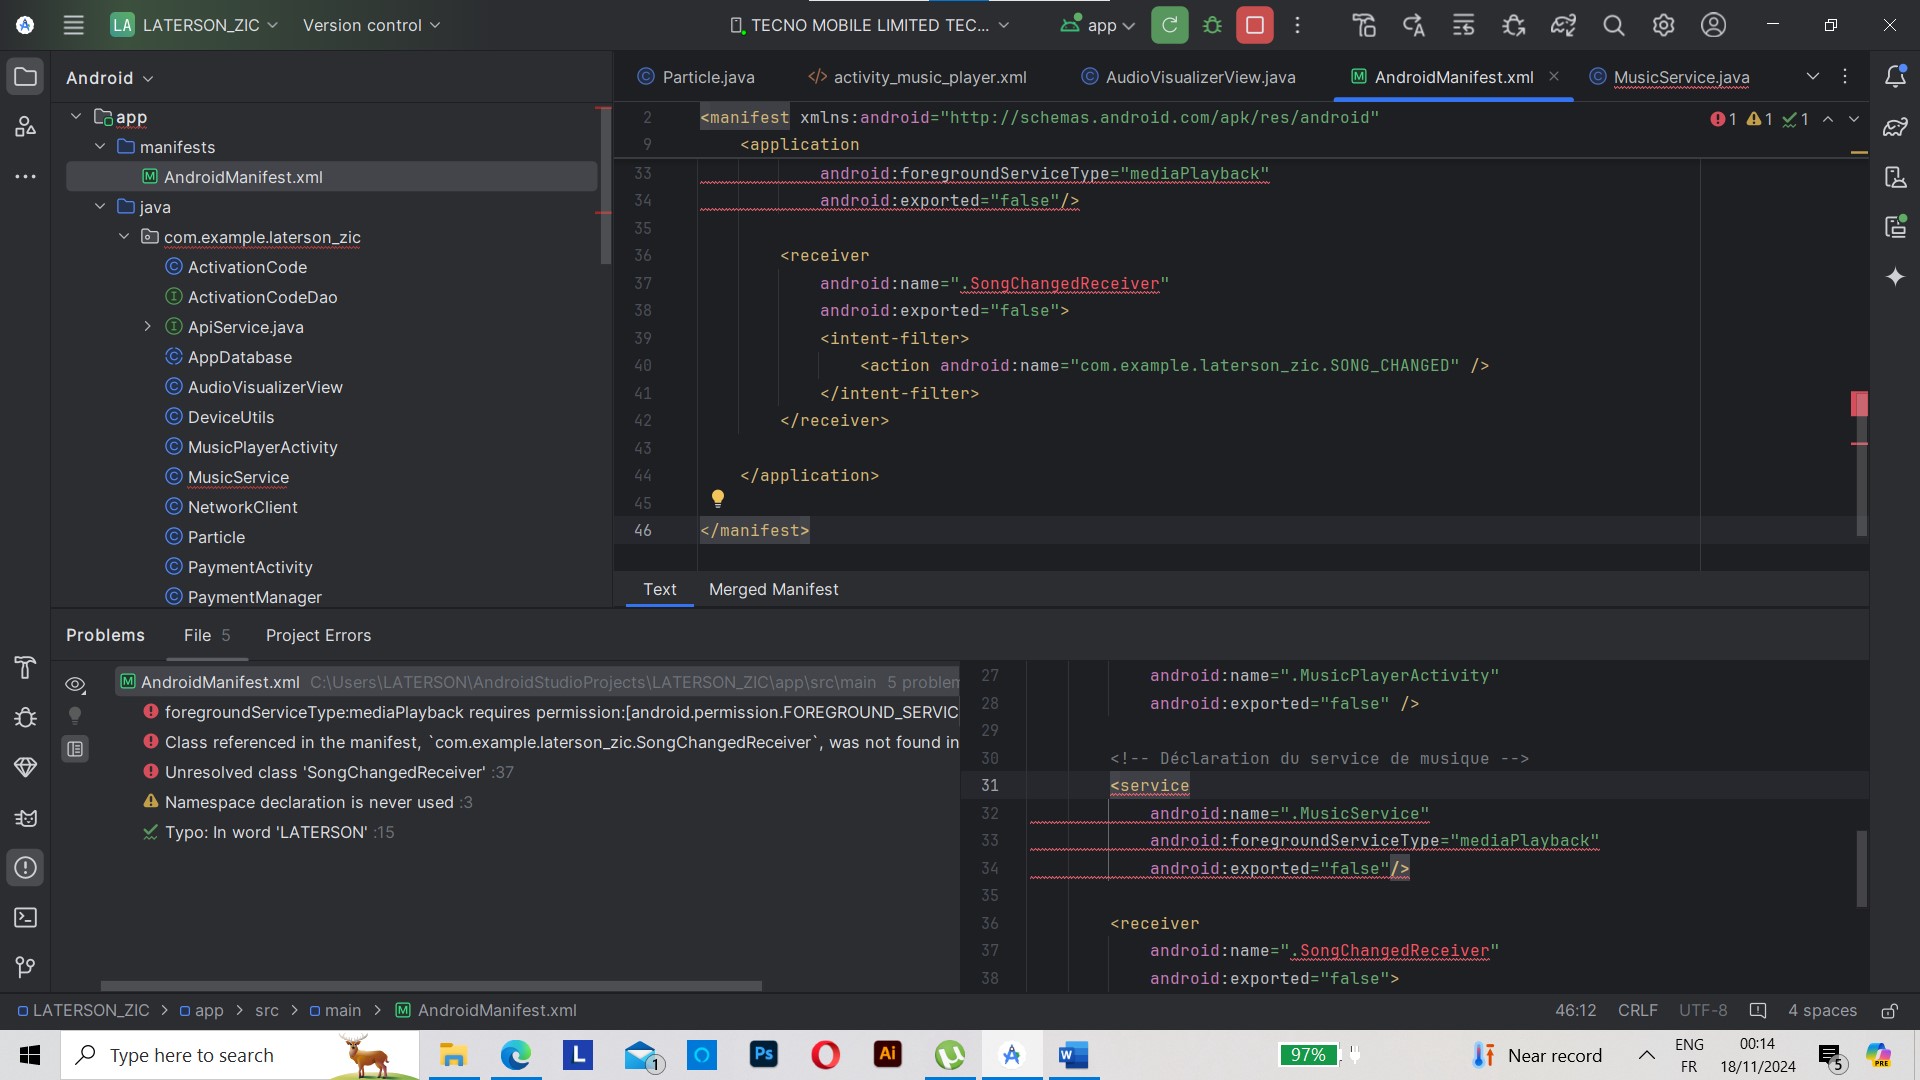 LA LATERSON_ZIC Version control TECNO MOBILE LIMITED TEC... app
Android
app
manifests
AndroidManifest.xml
java
com.example.laterson_zic
ActivationCode
ActivationCodeDao
ApiService.java
AppDatabase
AudioVisualizerView
DeviceUtils
MusicPlayerActivity
MusicService
NetworkClient
Particle
PaymentActivity
PaymentManager
Particle.java activity_music_player.xml AudioVisualizerView.java AndroidManifest.xml MusicService.java
2 <manifest xmlns:android="http://schemas.android.com/apk/res/android" 1 1 1
9 <application
33 android:foregroundServiceType="mediaPlayback"
34 android:exported="false"/>
35
36 <receiver
37 android:name=".SongChangedReceiver"
38 android:exported="false">
39 <intent-filter>
40 <action android:name="com.example.laterson_zic.SONG_CHANGED" />
41 </intent-filter>
42 </receiver>
43
44 </application>
45
46 </manifest>
Text Merged Manifest
Problems File 5 Project Errors
AndroidManifest.xml C:\Users\LATERSON\AndroidStudioProjects\LATERSON_ZIC\app\src\main 5 problem
foregroundServiceType:mediaPlayback requires permission:[android.permission.FOREGROUND_SERVIC
Class referenced in the manifest, `com.example.laterson_zic.SongChangedReceiver`, was not found in
Unresolved class 'SongChangedReceiver' :37
Namespace declaration is never used :3
Typo: In word 'LATERSON' :15
27 android:name=".MusicPlayerActivity"
28 android:exported="false" />
29
30 <!-- Déclaration du service de musique -->
31 <service
32 android:name=".MusicService"
33 android:foregroundServiceType="mediaPlayback"
34 android:exported="false"/>
35
36 <receiver
37 android:name=".SongChangedReceiver"
38 android:exported="false">
LATERSON_ZIC > app > src > main > AndroidManifest.xml 46:12 CRLF UTF-8 4 spaces
Type here to search
L
1
Ps
Ai
W
97%
Near record
ENG
FR
00:14
18/11/2024
5
PRE